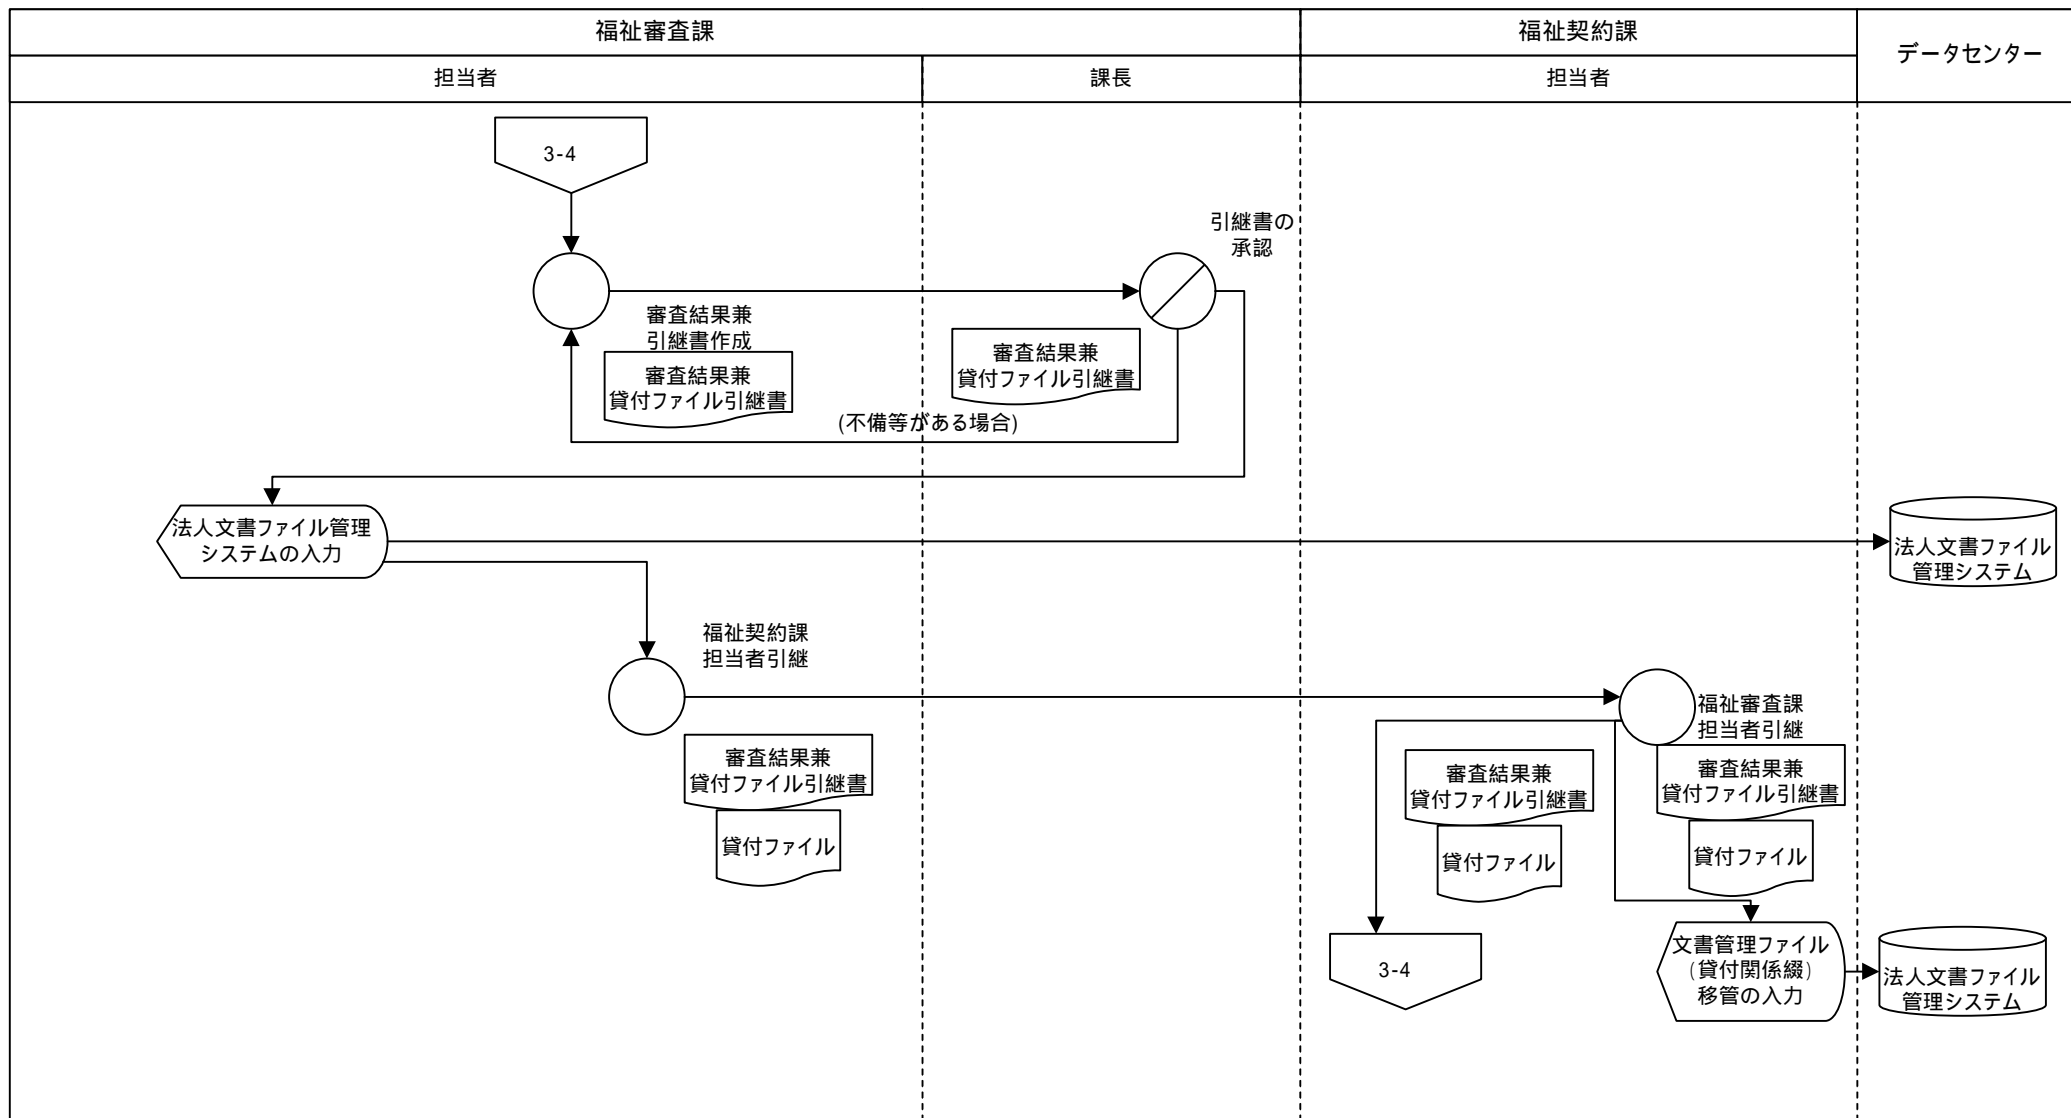 福祉審査課
福祉契約課
データセンター
担当者
課長
担当者
3-4
引継書の
承認
審査結果兼
引継書作成
審査結果兼
貸付ファイル引継書
審査結果兼
貸付ファイル引継書
(不備等がある場合)
法人文書ファイル管理
システムの入力
法人文書ファイル
管理システム
福祉契約課
担当者引継
福祉審査課
担当者引継
審査結果兼
貸付ファイル引継書
貸付ファイル
審査結果兼
貸付ファイル引継書
貸付ファイル
審査結果兼
貸付ファイル引継書
貸付ファイル
3-4
文書管理ファイル
(貸付関係綴)
移管の入力
法人文書ファイル
管理システム